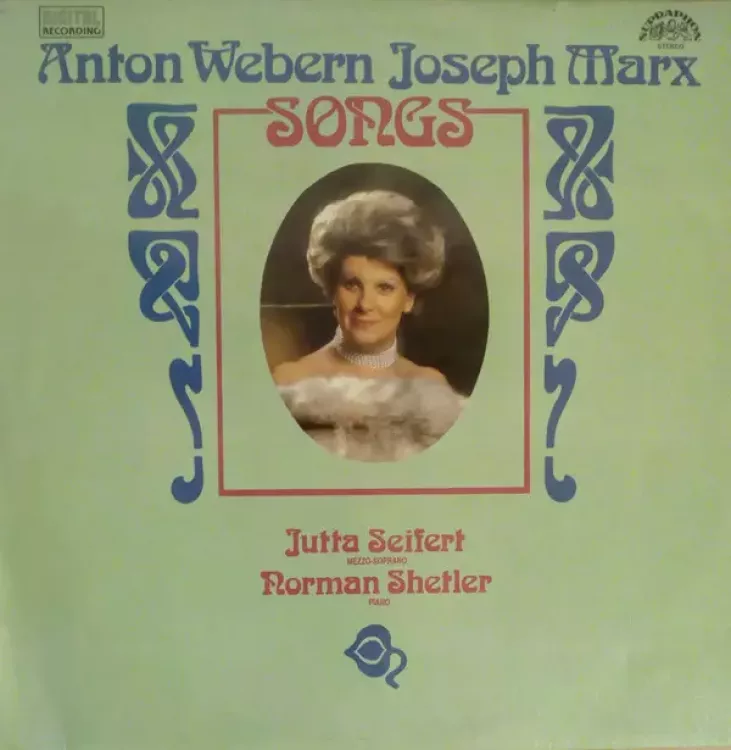 DIGITAL
RECORDING
SUPRAPHON
STEREO
Anton Webern Joseph Marx
SONGS
Jutta Seifert
MEZZO-SOPRANO
Norman Shetler
PIANO